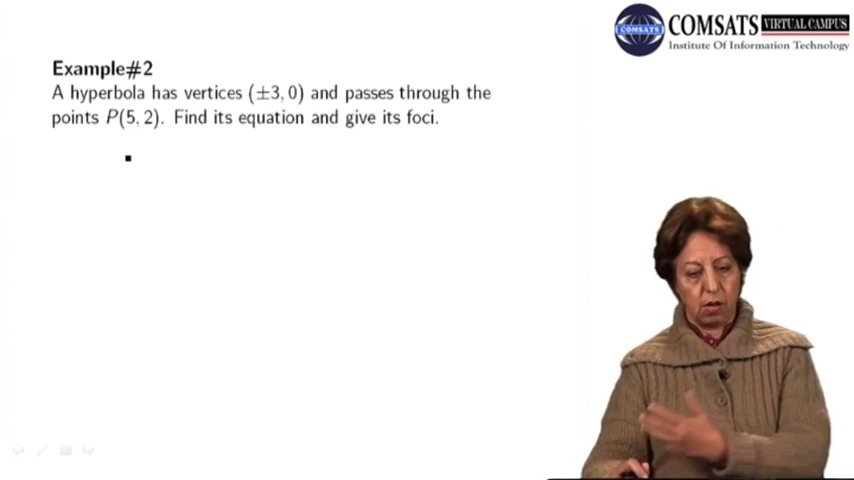 COMSATS VIRTUAL CAMPUS
COMSATS
Institute Of Information Technology
Example#2
A hyperbola has vertices (±3, 0) and passes through the
points P(5, 2). Find its equation and give its foci.